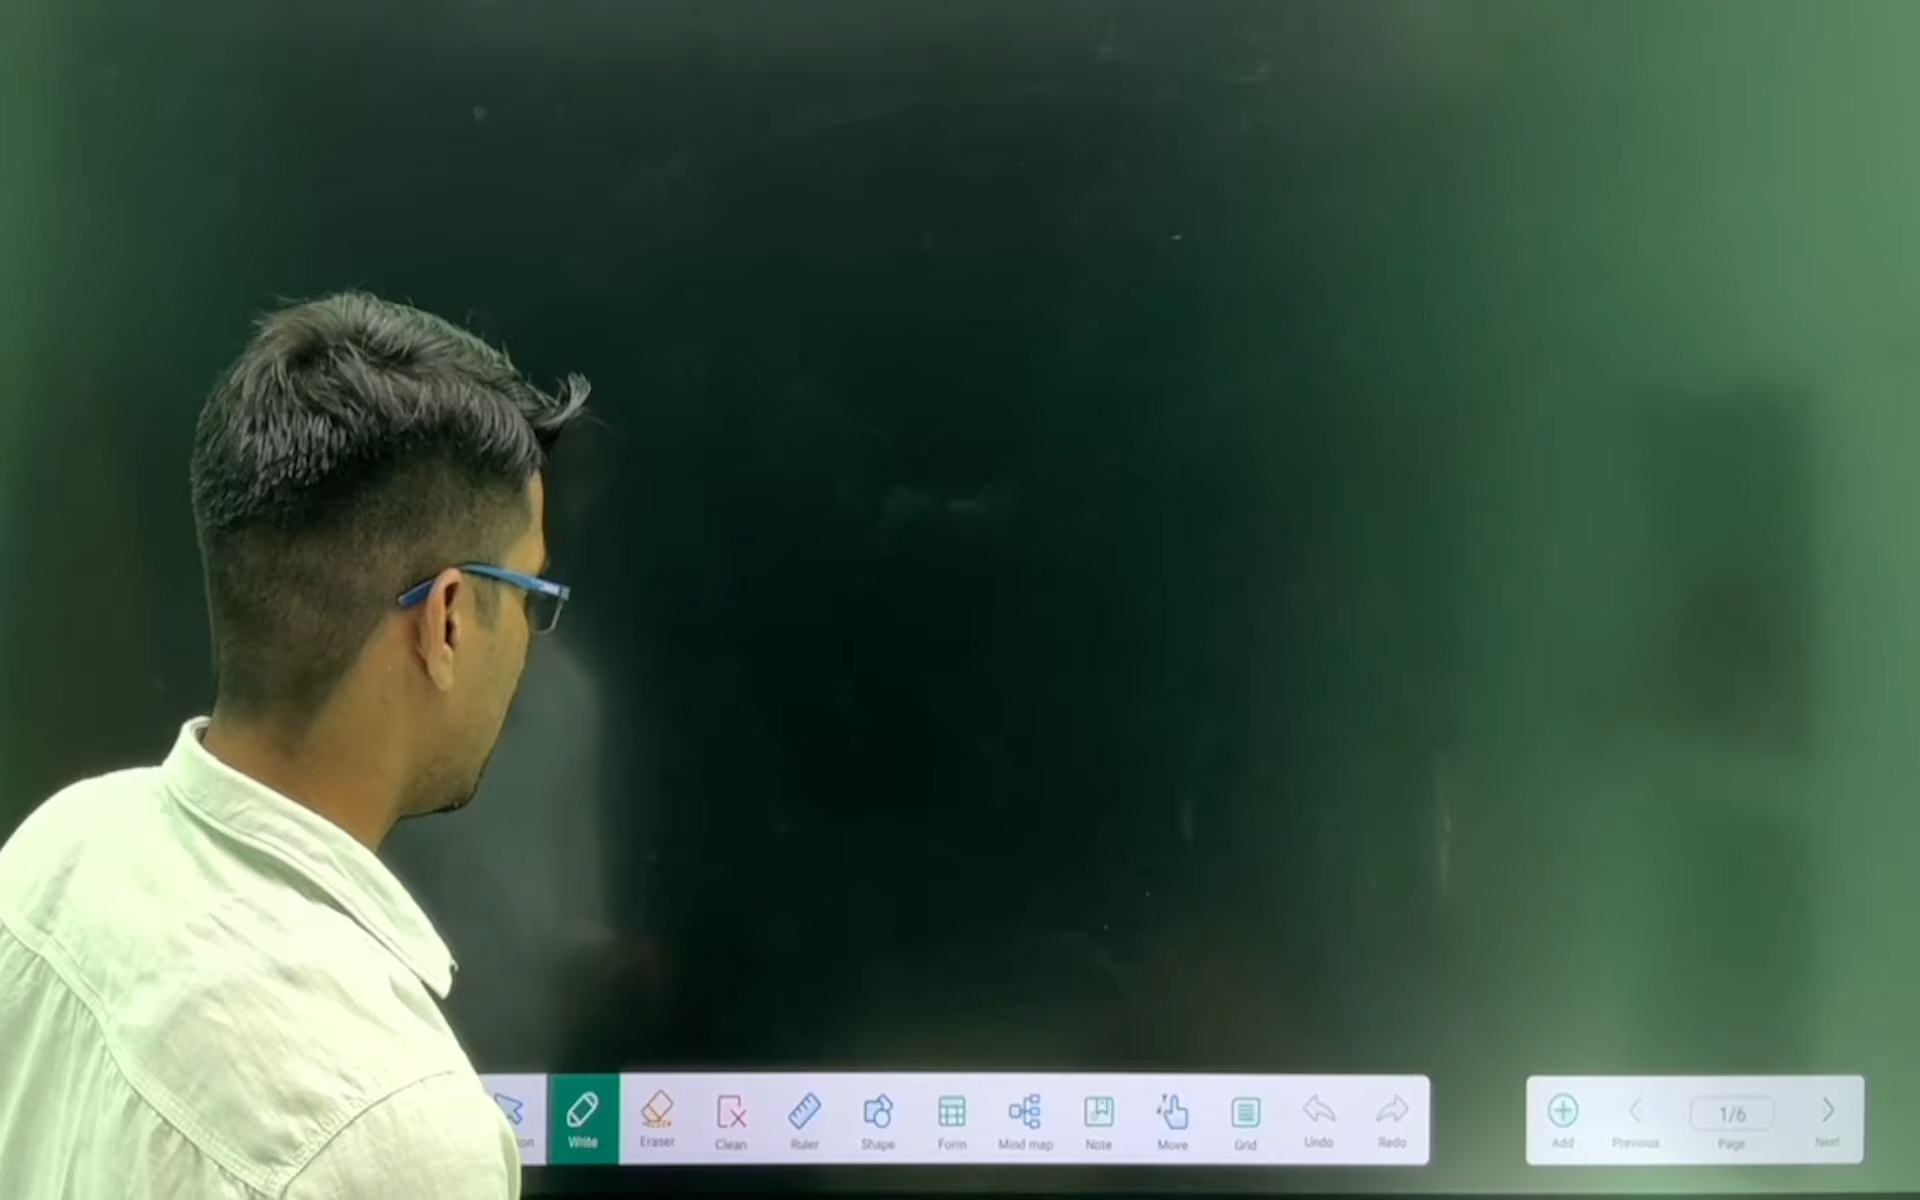 on
Write
Eraser
Clean
Ruler
Shape
Form
Mind map
Note
Move
Grid
Undo
Redo
Add
Previous
1/6
Page
Next